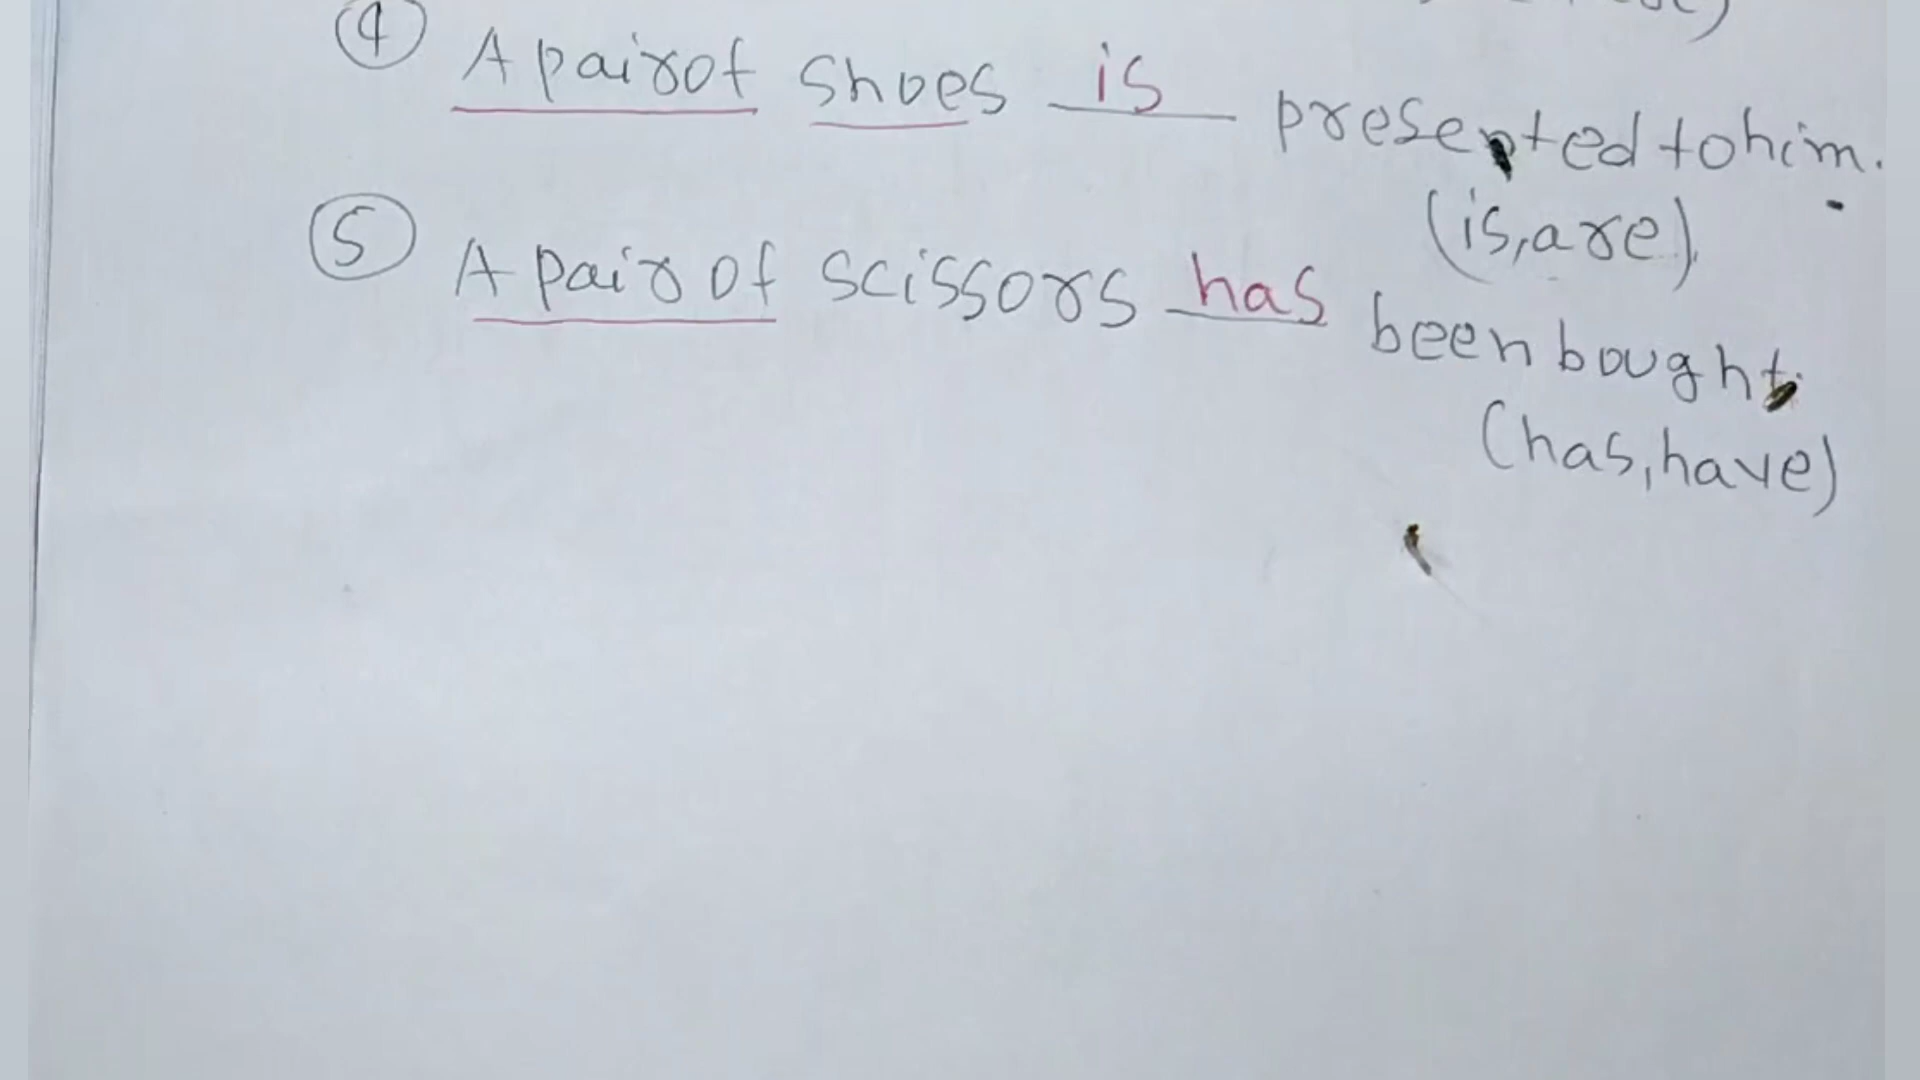 ④ A pair of shoes is presented to him.
(is, are)
⑤ A pair of scissors has been bought.
(has, have)